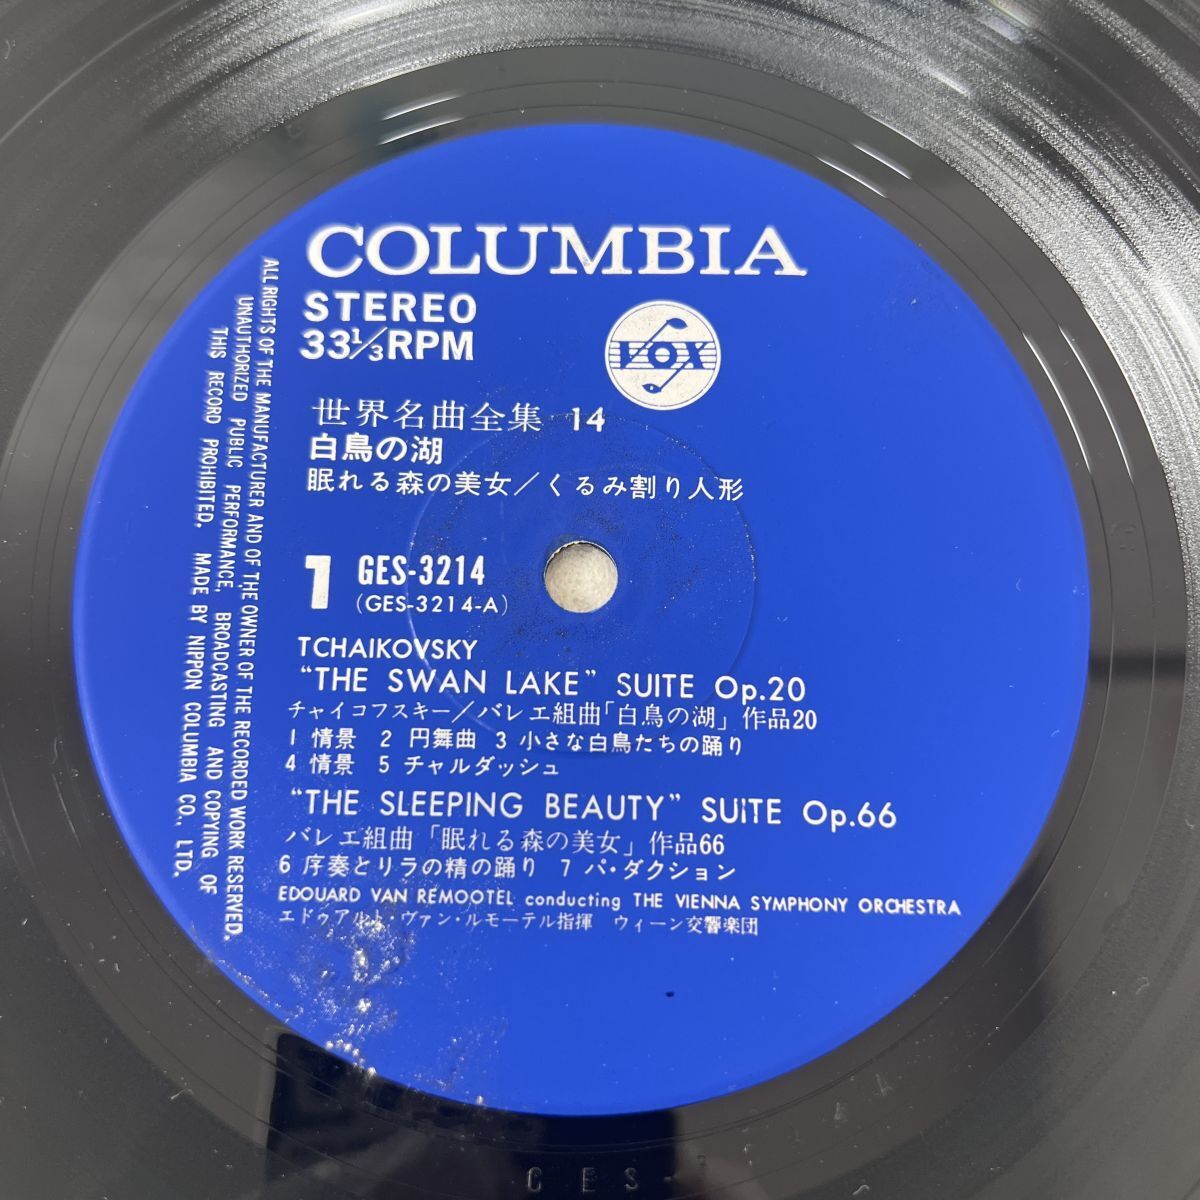 COLUMBIA
STEREO
33⅓RPM
VOX
世界名曲全集 14
白鳥の湖
眠れる森の美女/くるみ割り人形
1 GES-3214
(GES-3214-A)
TCHAIKOVSKY
"THE SWAN LAKE" SUITE Op.20
チャイコフスキー/バレエ組曲「白鳥の湖」作品20
1 情景 2 円舞曲 3 小さな白鳥たちの踊り
4 情景 5 チャルダッシュ
"THE SLEEPING BEAUTY" SUITE Op.66
バレエ組曲「眠れる森の美女」作品66
6 序奏とリラの精の踊り 7 パ・ダクション
EDOUARD VAN REMOOTEL conducting THE VIENNA SYMPHONY ORCHESTRA
エドゥアルト・ヴァン・ルモーテル指揮 ウィーン交響楽団
ALL RIGHTS OF THE MANUFACTURER AND OF THE OWNER OF THE RECORDED WORK RESERVED.
UNAUTHORIZED PUBLIC PERFORMANCE, BROADCASTING AND COPYING OF
THIS RECORD PROHIBITED. MADE BY NIPPON COLUMBIA CO., LTD.
GES-